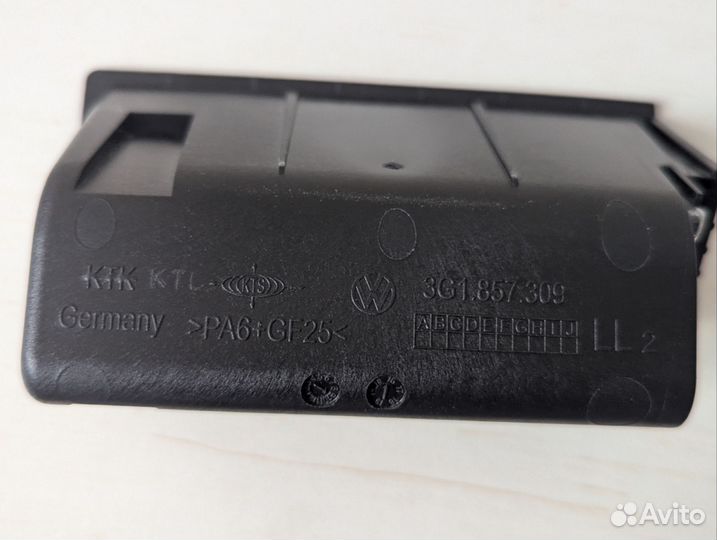 KTK KTL KTS 3G1.857.309
Germany >PA6+GF25< A B C D E F G H I J LL 2
Avito